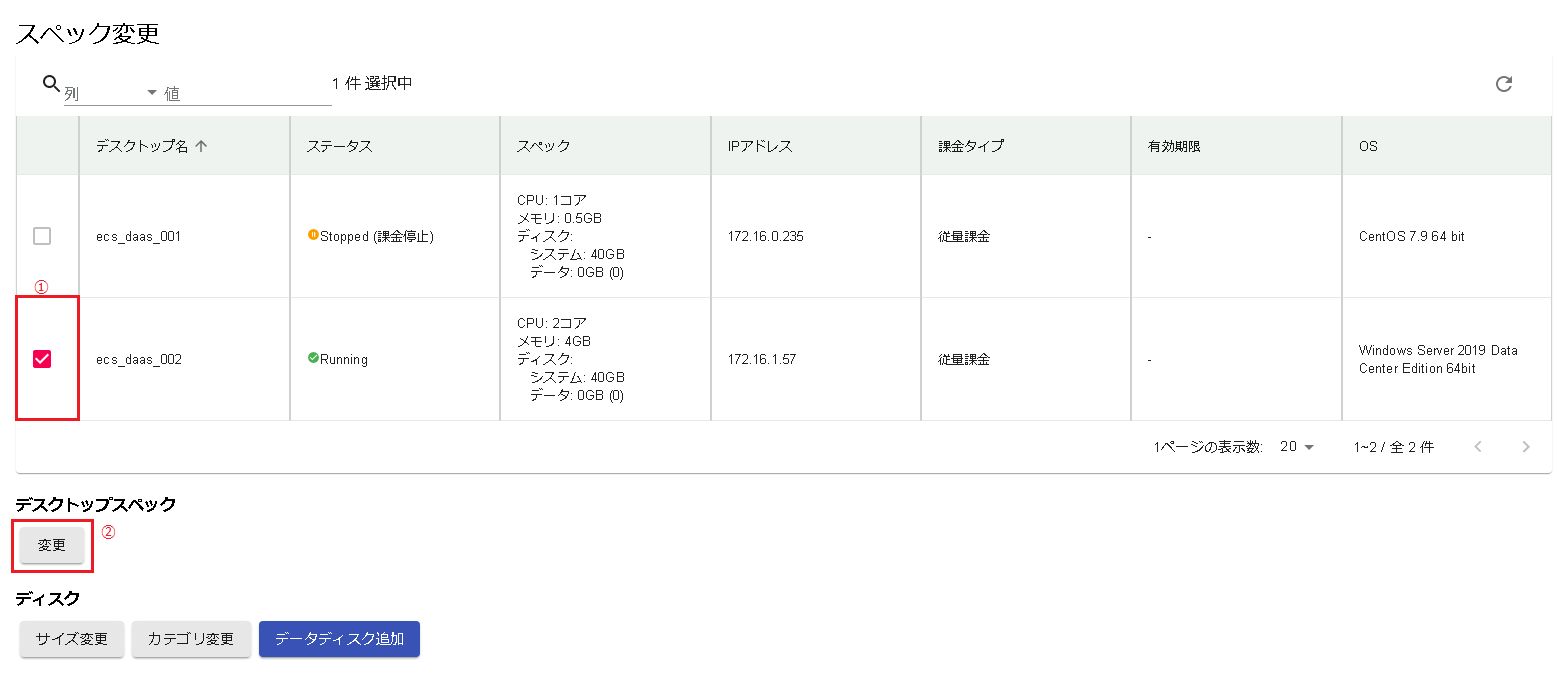 スペック変更
列 値 1 件 選択中
デスクトップ名 ステータス スペック IPアドレス 課金タイプ 有効期限 OS
CPU: 1コア
メモリ: 0.5GB
ecs_daas_001 Stopped (課金停止) ディスク: 172.16.0.235 従量課金 - CentOS 7.9 64 bit
システム: 40GB
データ: 0GB (0)
①
CPU: 2コア
メモリ: 4GB
ecs_daas_002 Running ディスク: 172.16.1.57 従量課金 - Windows Server 2019 Data
Center Edition 64bit
システム: 40GB
データ: 0GB (0)
1ページの表示数: 20 1~2 / 全 2 件
デスクトップスペック
変更 ②
ディスク
サイズ変更 カテゴリ変更 データディスク追加